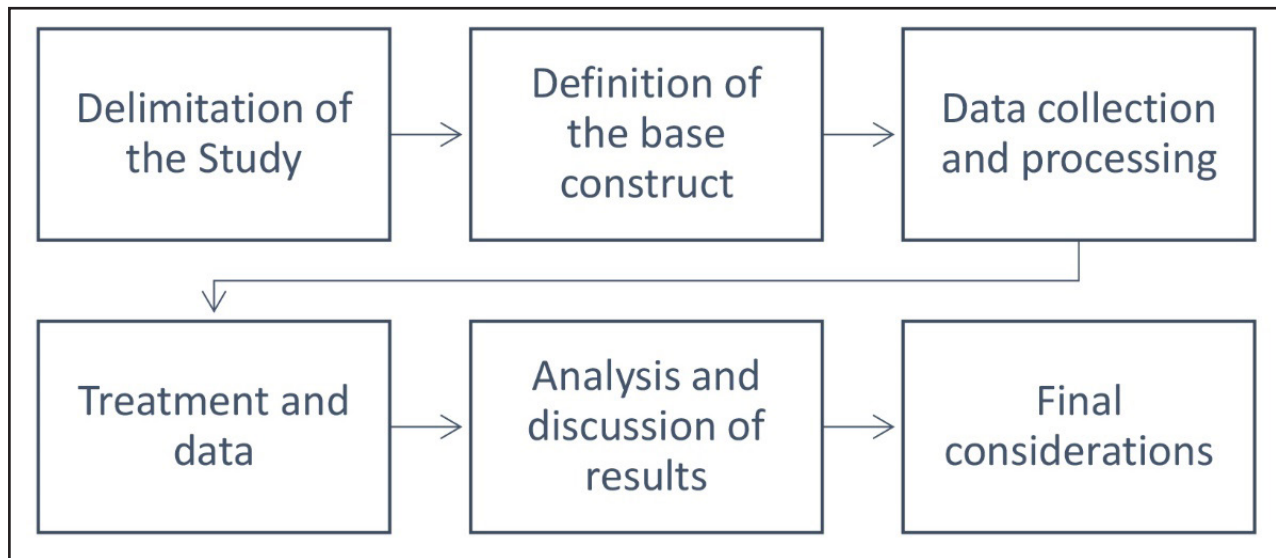 Delimitation of
the Study
Definition of
the base
construct
Data collection
and processing
Treatment and
data
Analysis and
discussion of
results
Final
considerations